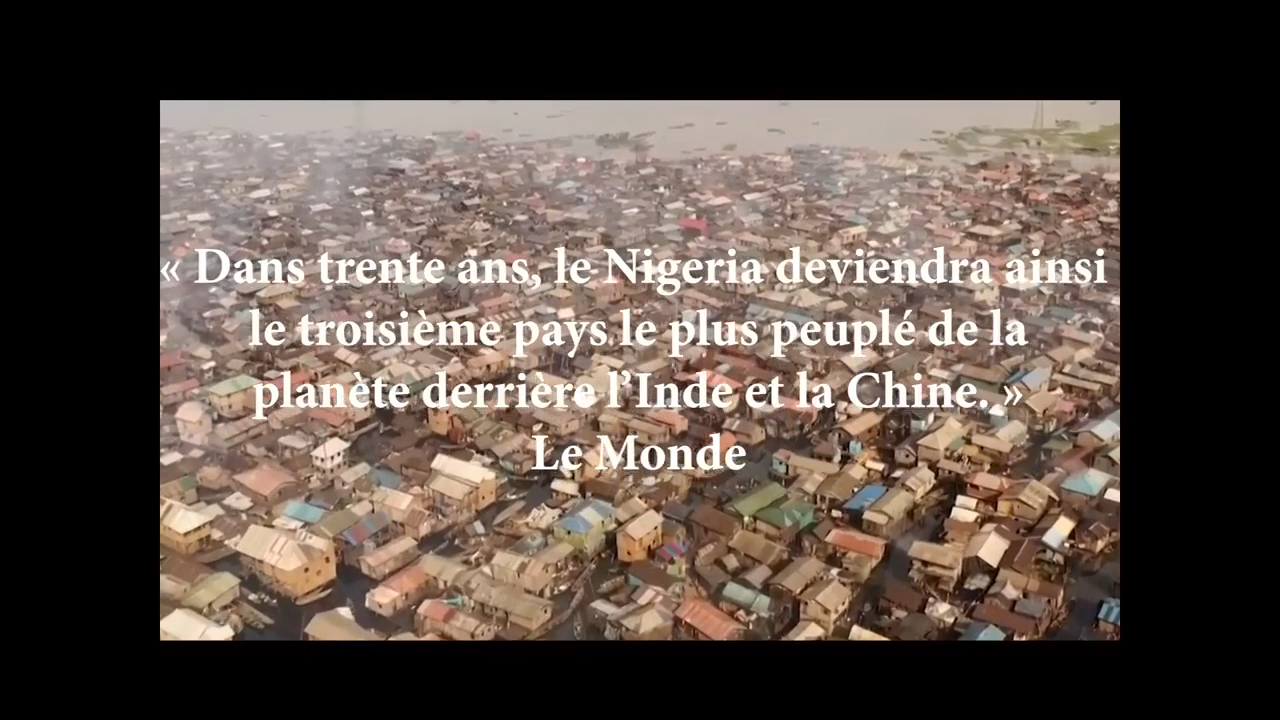 « Dans trente ans, le Nigeria deviendra ainsi
le troisième pays le plus peuplé de la
planète derrière l’Inde et la Chine. »
Le Monde